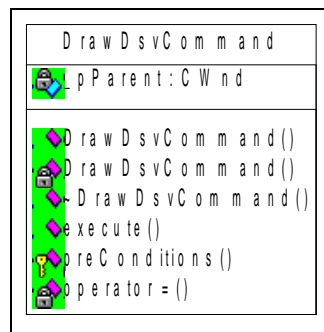 DrawDsvCommand
_pParent : CWnd
DrawDsvCommand()
DrawDsvCommand()
~DrawDsvCommand()
execute()
preConditions()
operator=()